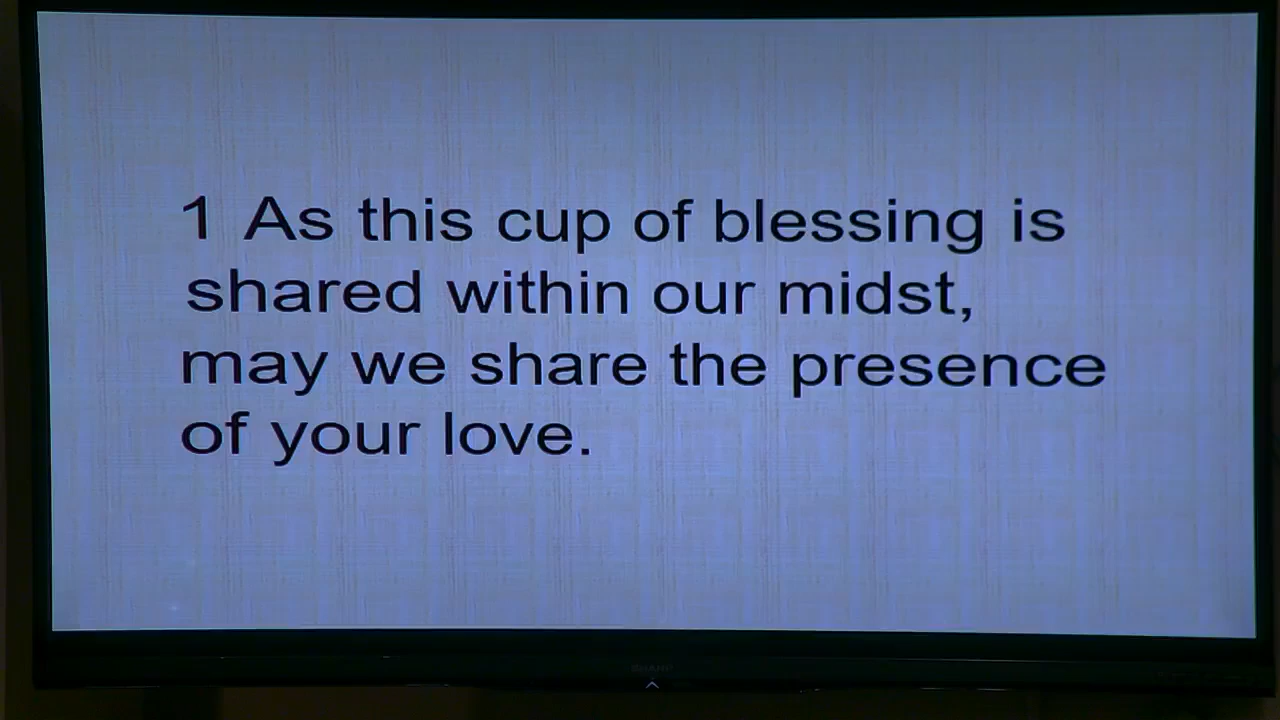 1 As this cup of blessing is
shared within our midst,
may we share the presence
of your love.